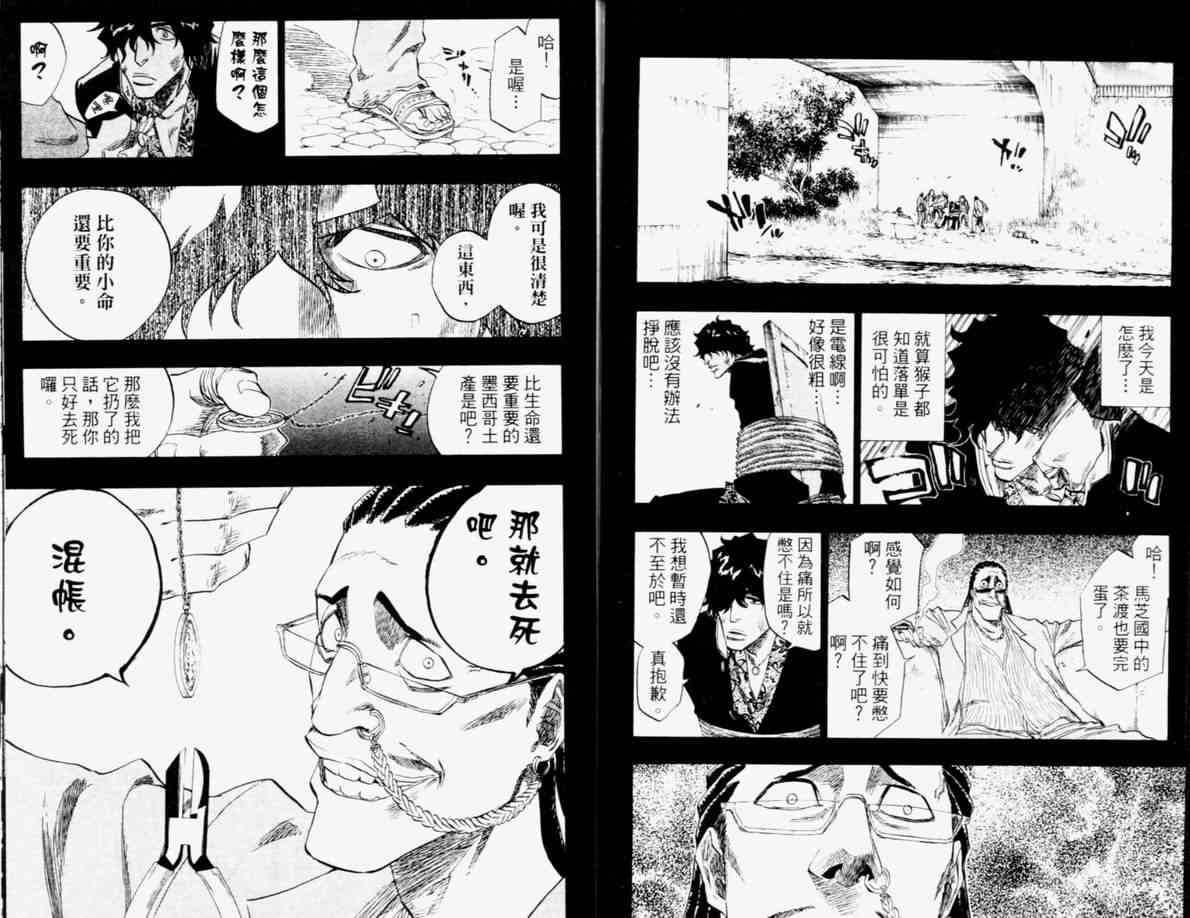 我今天是
怎麼了…
就算猴子都
知道落單是
很可怕的。
是電線啊…
好像很粗…
應該沒有辦法
掙脫吧…
哈！
馬芝國中的
茶渡也要完
蛋了。
感覺如何
啊？
痛到快要憋
不住了吧？
啊？
因為痛所以就
憋不住是嗎？
我想暫時還
不至於吧。
真抱歉。
哈！
是喔…
那麼這個怎
麼樣啊？
啊？
我可是很清楚
喔。
這東西，
比你的小命
還要重要。
比生命還
要重要的
墨西哥土
產是吧？
那麼我把
它扔了的
話，那你
只好去死
囉。
那就去死
吧。
混帳。